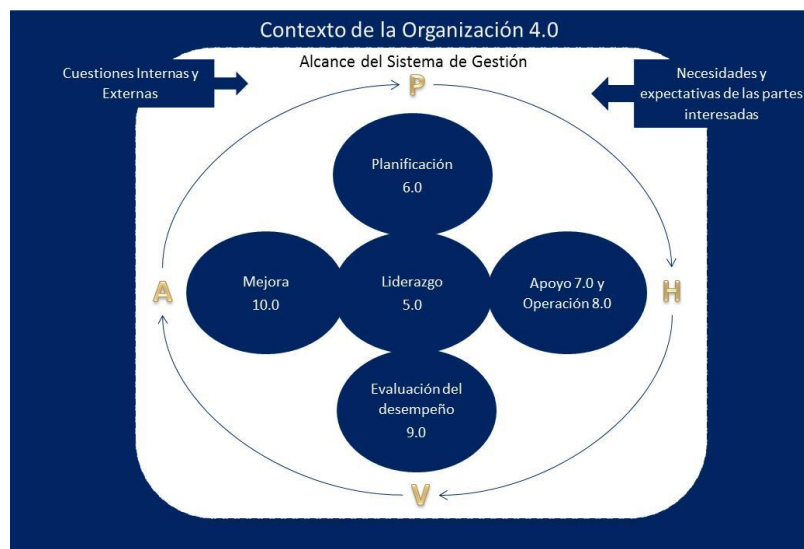 Contexto de la Organización 4.0
Alcance del Sistema de Gestión
Cuestiones Internas y
Externas
Necesidades y
expectativas de las partes
interesadas
P
Planificación
6.0
A
Mejora
10.0
Liderazgo
5.0
Apoyo 7.0 y
Operación 8.0
H
Evaluación del
desempeño
9.0
V